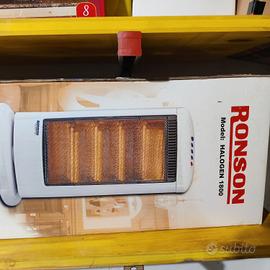 8
RONSON
Model: HALOGEN 1800
subito